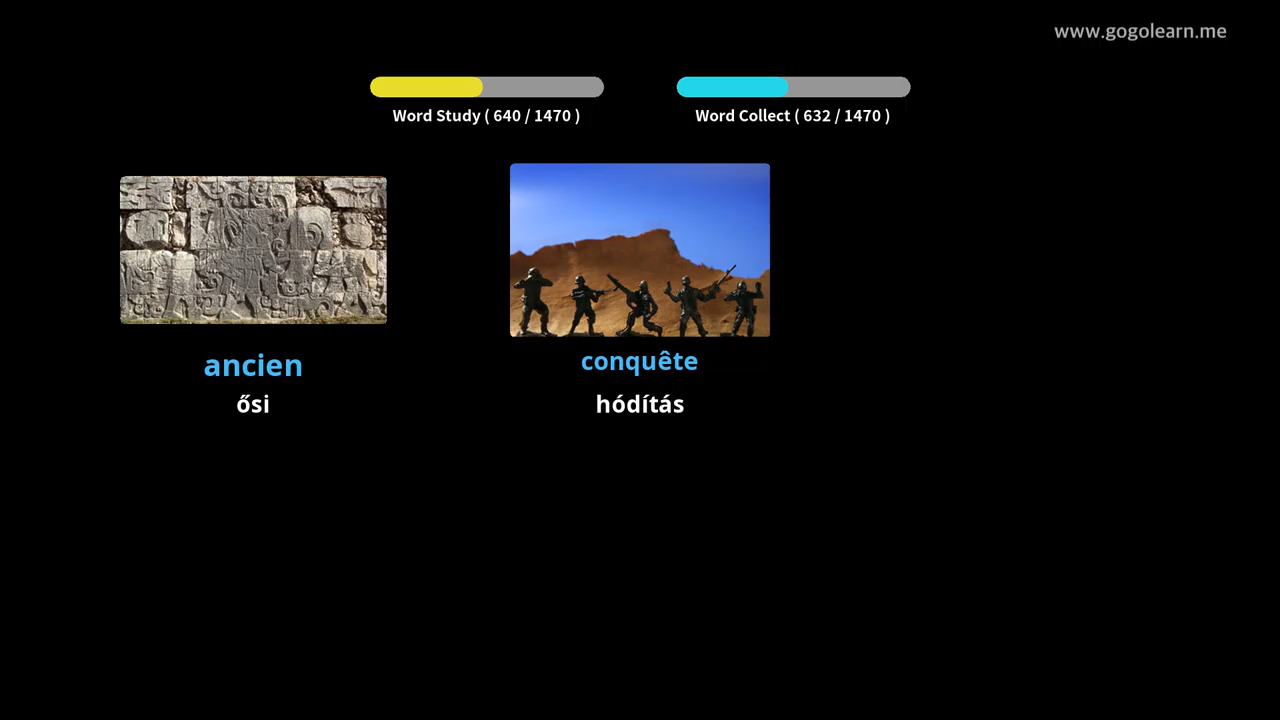 www.gogolearn.me
Word Study ( 640 / 1470 )
Word Collect ( 632 / 1470 )
ancien
ősi
conquête
hódítás